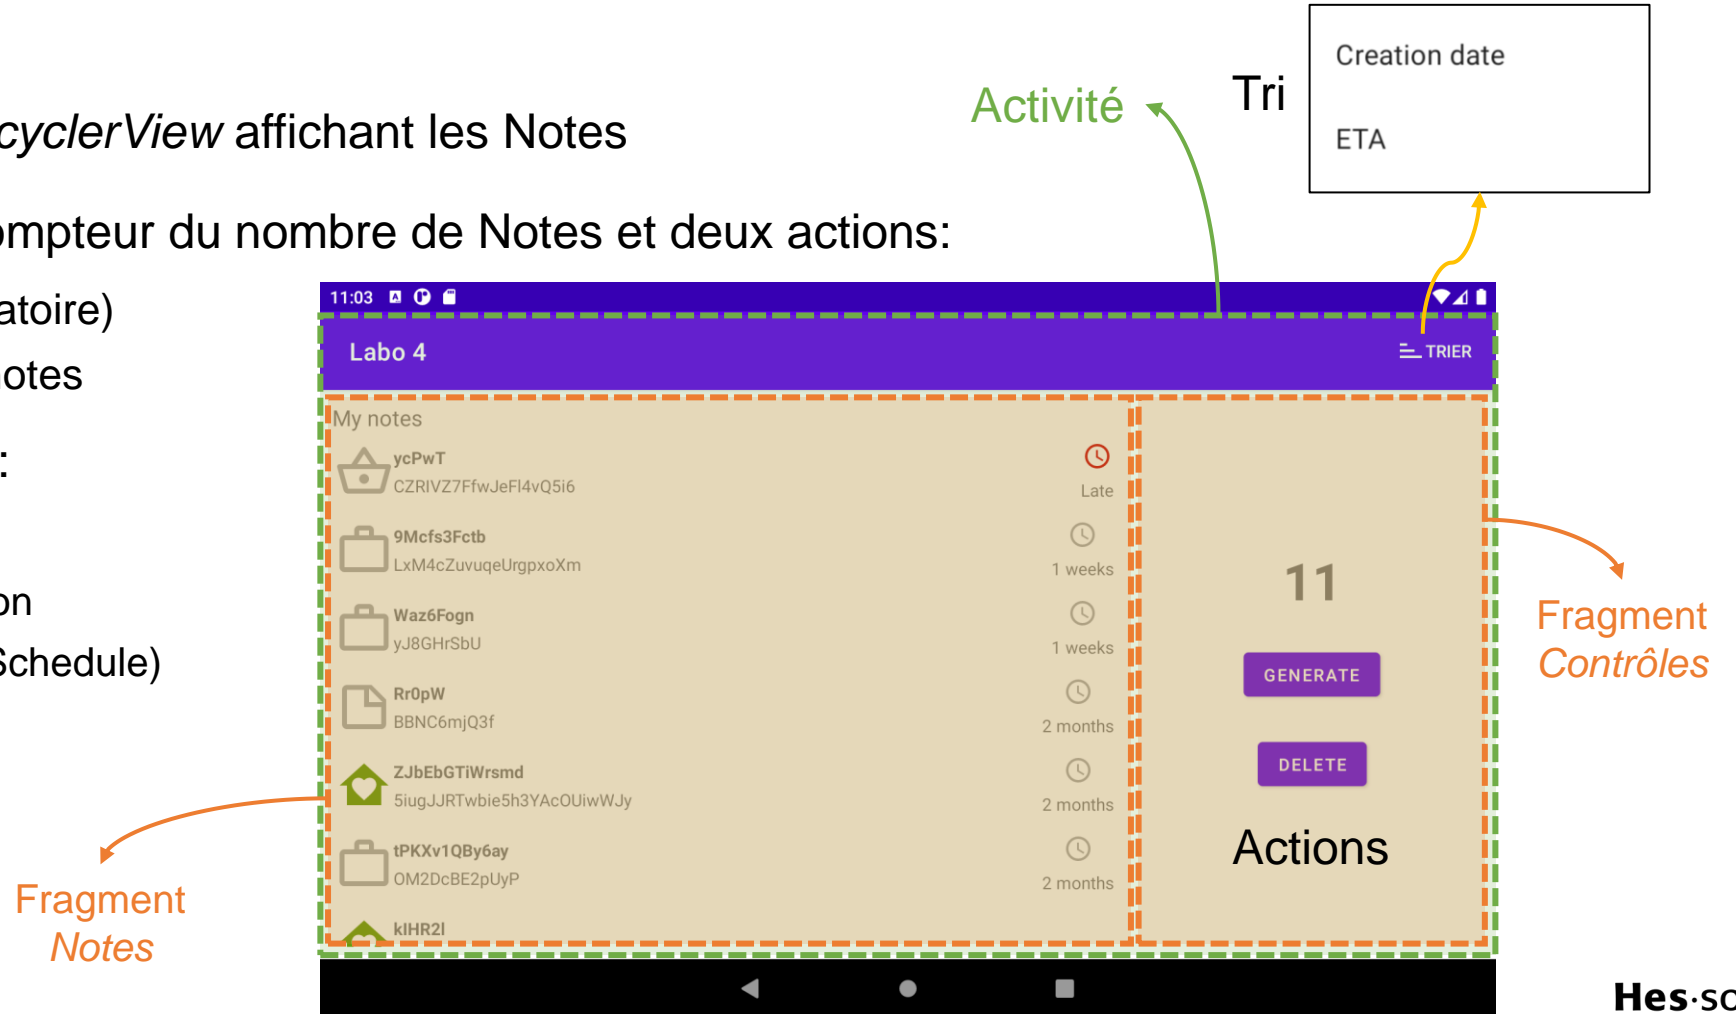 Creation date
Tri
ETA
Activité
cyclerView affichant les Notes
ompteur du nombre de Notes et deux actions:
atoire)
notes
:
on
Schedule)
11:03
Labo 4
TRIER
My notes
ycPwT
CZRIVZ7FfwJeFl4vQ5i6
Late
9Mcfs3Fctb
LxM4cZuvuqeUrgpxoXm
1 weeks
Waz6Fogn
yJ8GHrSbU
1 weeks
Rr0pW
BBNC6mjQ3f
2 months
ZJbEbGTiWrsmd
5iugJJRTwbie5h3YAcOUiwWJy
2 months
tPKXv1QBy6ay
OM2DcBE2pUyP
2 months
kIHR2l
11
GENERATE
DELETE
Actions
Fragment
Contrôles
Fragment
Notes
Hes·so